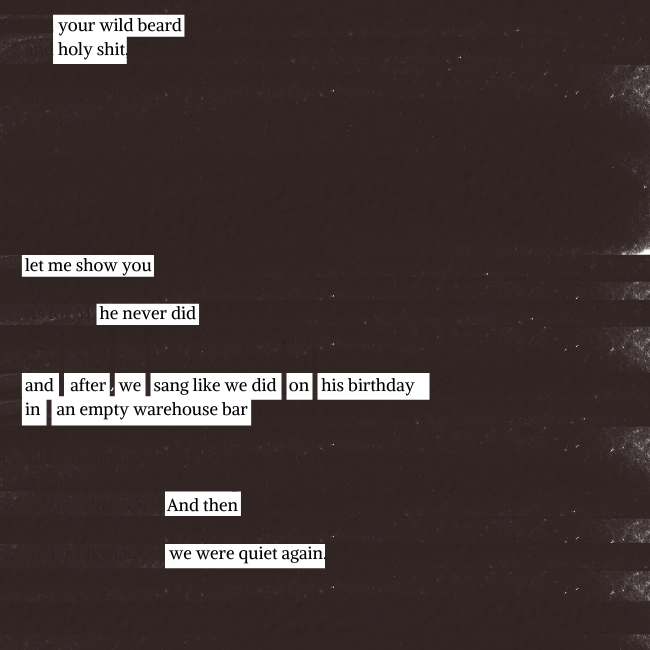 your wild beard
holy shit.
let me show you
he never did
and after, we sang like we did on his birthday
in an empty warehouse bar
And then
we were quiet again.